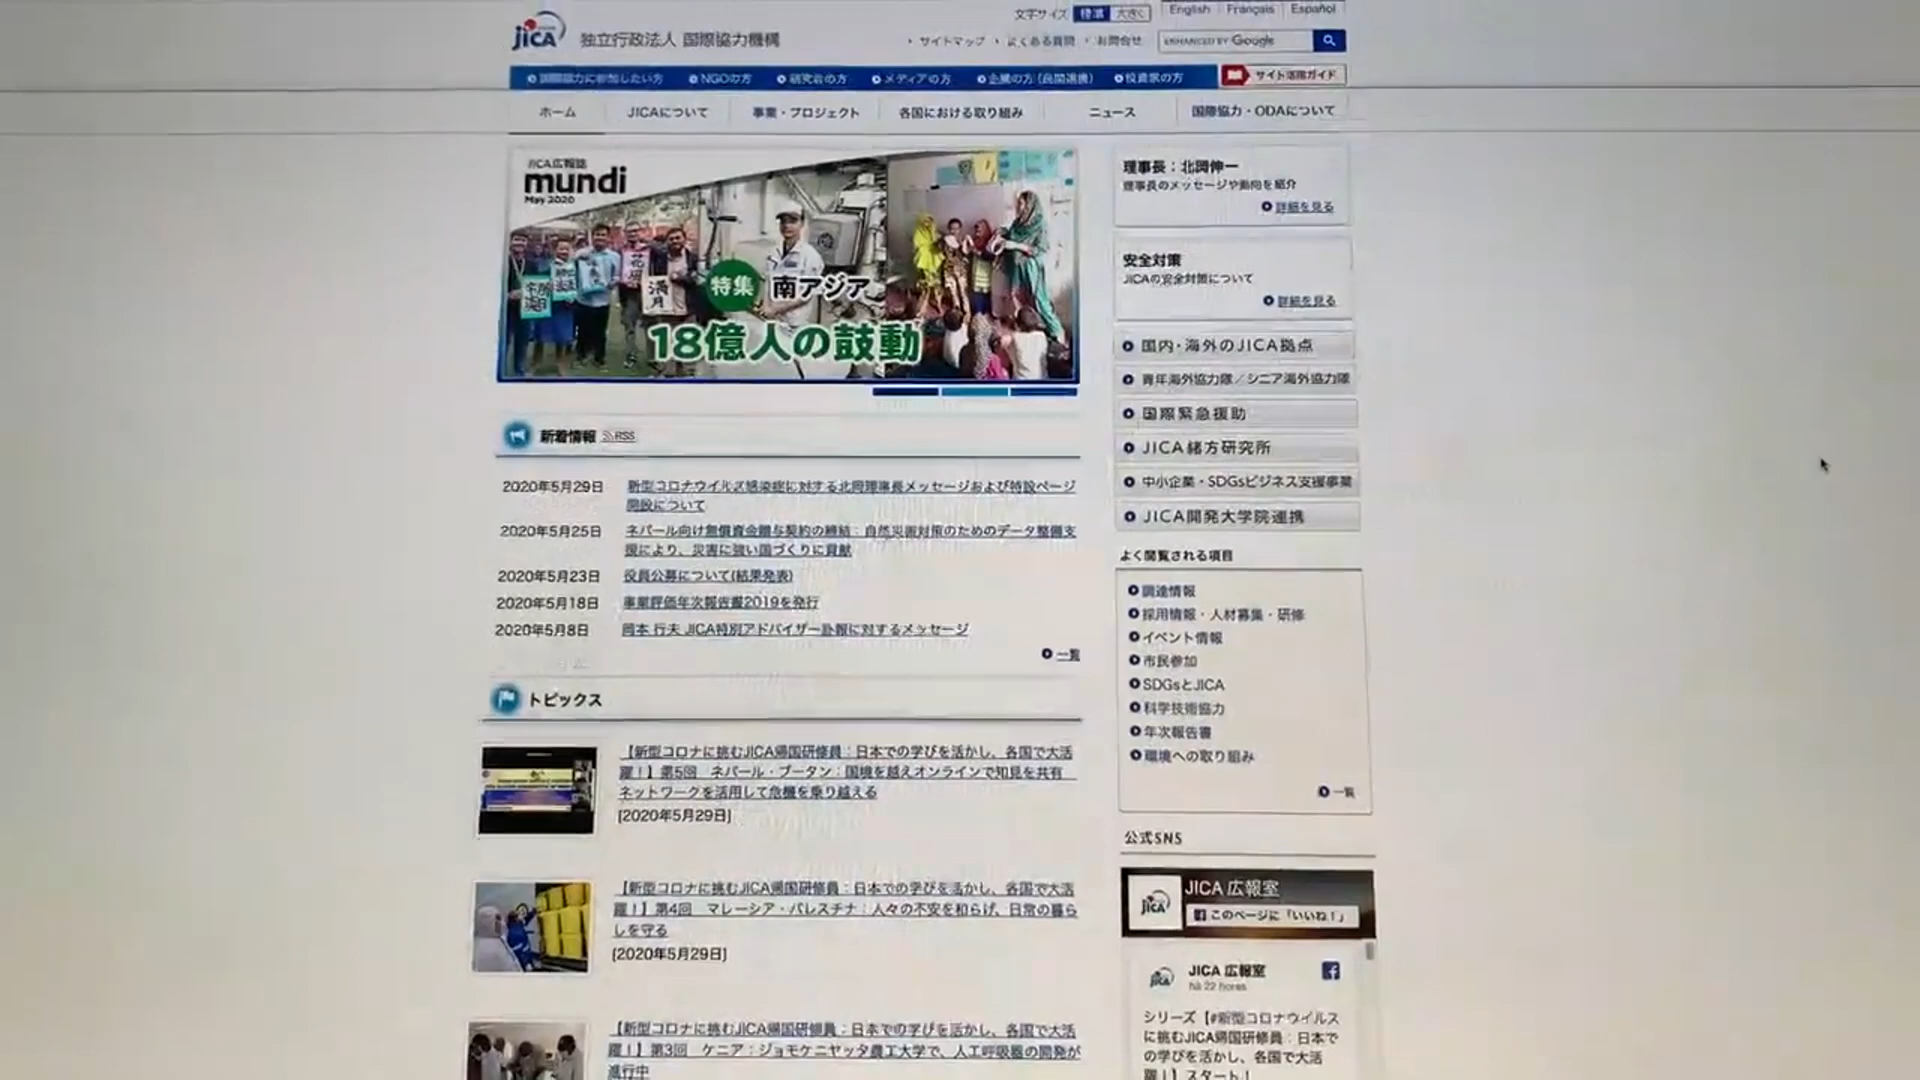 文字サイズ 標準 大きく English Français Español
JICA 独立行政法人 国際協力機構
サイトマップ よくある質問 お問合せ ENHANCED BY Google
国際協力に参加したい方 NGOの方 研究者の方 メディアの方 企業の方(民間連携) 投資家の方 サイト活用ガイド
ホーム JICAについて 事業・プロジェクト 各国における取り組み ニュース 国際協力・ODAについて
JICA広報誌
mundi
May 2020
満月
特集 南アジア
18億人の鼓動
新着情報 RSS
2020年5月29日 新型コロナウイルス感染症に対する北岡理事長メッセージおよび特設ページ
開設について
2020年5月25日 ネパール向け無償資金贈与契約の締結:自然災害対策のためのデータ整備支
援により、災害に強い国づくりに貢献
2020年5月23日 役員公募について(結果発表)
2020年5月18日 事業評価年次報告書2019を発行
2020年5月8日 岡本 行夫 JICA特別アドバイザー訃報に対するメッセージ
一覧
トピックス
【新型コロナに挑むJICA帰国研修員:日本での学びを活かし、各国で大活
躍!】第5回 ネパール・ブータン:国境を越えオンラインで知見を共有
ネットワークを活用して危機を乗り越える
[2020年5月29日]
【新型コロナに挑むJICA帰国研修員:日本での学びを活かし、各国で大活
躍!】第4回 マレーシア・パレスチナ:人々の不安を和らげ、日常の暮ら
しを守る
[2020年5月29日]
【新型コロナに挑むJICA帰国研修員:日本での学びを活かし、各国で大活
躍!】第3回 ケニア:ジョモケニヤッタ農工大学で、人工呼吸器の開発が
進行中
理事長:北岡伸一
理事長のメッセージや動向を紹介
詳細を見る
安全対策
JICAの安全対策について
詳細を見る
国内・海外のJICA拠点
青年海外協力隊/シニア海外協力隊
国際緊急援助
JICA緒方研究所
中小企業・SDGsビジネス支援事業
JICA開発大学院連携
よく閲覧される項目
調達情報
採用情報・人材募集・研修
イベント情報
市民参加
SDGsとJICA
科学技術協力
年次報告書
環境への取り組み
一覧
公式SNS
JICA JICA 広報室
このページに「いいね!」
JICA JICA 広報室
há 22 horas
シリーズ【#新型コロナウイルス
に挑むJICA帰国研修員:日本で
の学びを活かし、各国で大活
躍!】スタート!